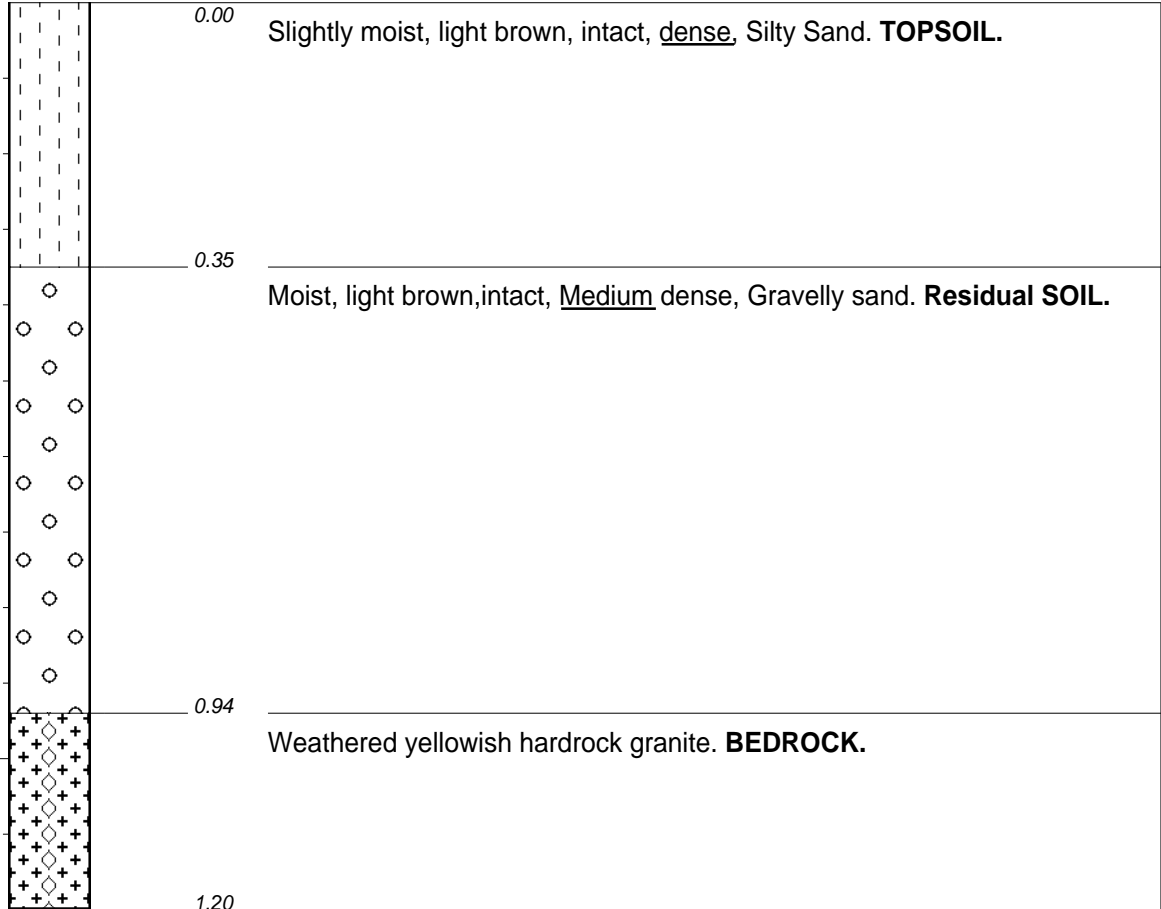 0.00
Slightly moist, light brown, intact, dense, Silty Sand. TOPSOIL.
0.35
Moist, light brown,intact, Medium dense, Gravelly sand. Residual SOIL.
0.94
Weathered yellowish hardrock granite. BEDROCK.
1.20